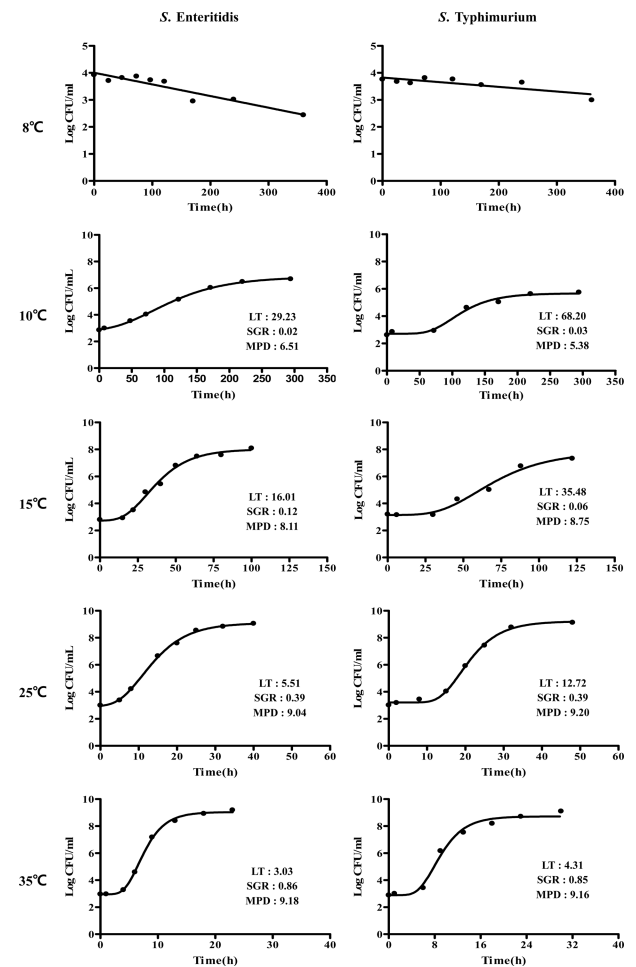 S. Enteritidis
S. Typhimurium
8℃
Log CFU/ml
5
4
3
2
1
0
0 100 200 300 400
Time(h)
Log CFU/ml
5
4
3
2
1
0
0 100 200 300 400
Time(h)
10℃
Log CFU/mL
10
8
6
4
2
0
0 50 100 150 200 250 300 350
Time(h)
LT : 29.23
SGR : 0.02
MPD : 6.51
Log CFU/mL
10
8
6
4
2
0
0 50 100 150 200 250 300 350
Time(h)
LT : 68.20
SGR : 0.03
MPD : 5.38
15℃
Log CFU/mL
10
8
6
4
2
0
0 25 50 75 100 125 150
Time(h)
LT : 16.01
SGR : 0.12
MPD : 8.11
Log CFU/mL
10
8
6
4
2
0
0 25 50 75 100 125 150
Time(h)
LT : 35.48
SGR : 0.06
MPD : 8.75
25℃
Log CFU/mL
10
8
6
4
2
0
0 10 20 30 40 50 60
Time(h)
LT : 5.51
SGR : 0.39
MPD : 9.04
Log CFU/mL
10
8
6
4
2
0
0 10 20 30 40 50 60
Time(h)
LT : 12.72
SGR : 0.39
MPD : 9.20
35℃
Log CFU/mL
10
8
6
4
2
0
0 10 20 30 40
Time(h)
LT : 3.03
SGR : 0.86
MPD : 9.18
Log CFU/mL
10
8
6
4
2
0
0 8 16 24 32 40
Time(h)
LT : 4.31
SGR : 0.85
MPD : 9.16